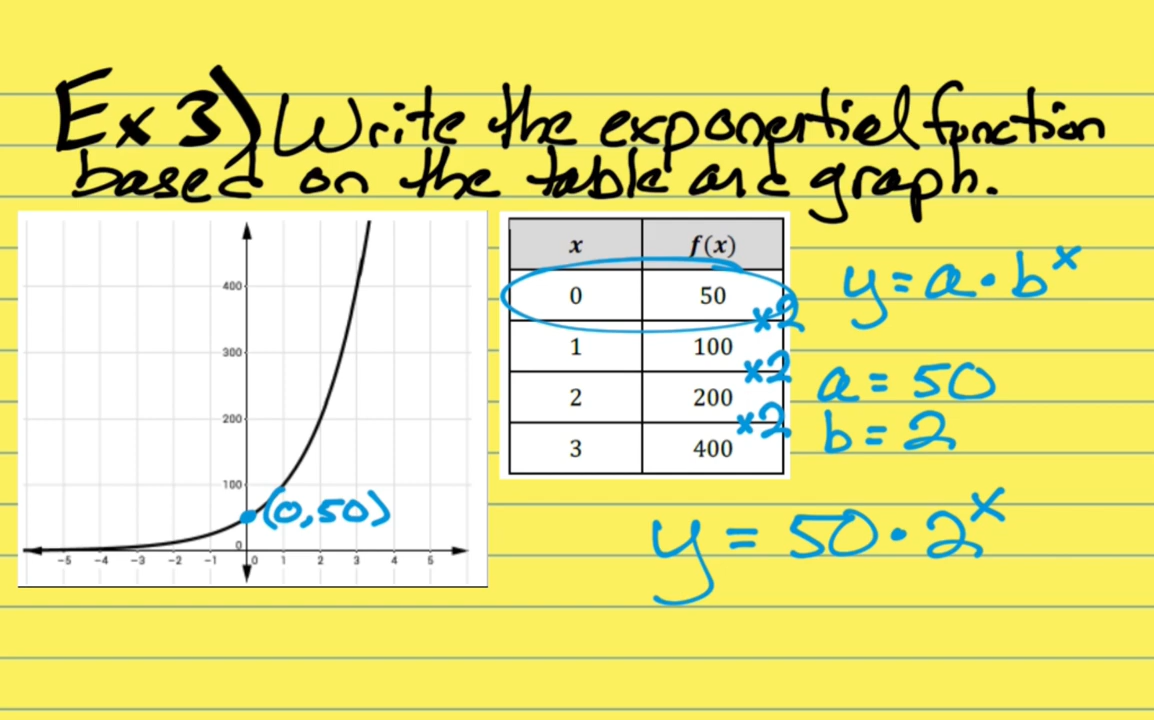 Ex 3) Write the exponential function
based on the table and graph.
400
300
200
100
0
-5 -4 -3 -2 -1 0 1 2 3 4 5
(0,50)
x f(x)
0 50
×2
1 100
×2
2 200
×2
3 400
y = a · b^x
a = 50
b = 2
y = 50 · 2^x